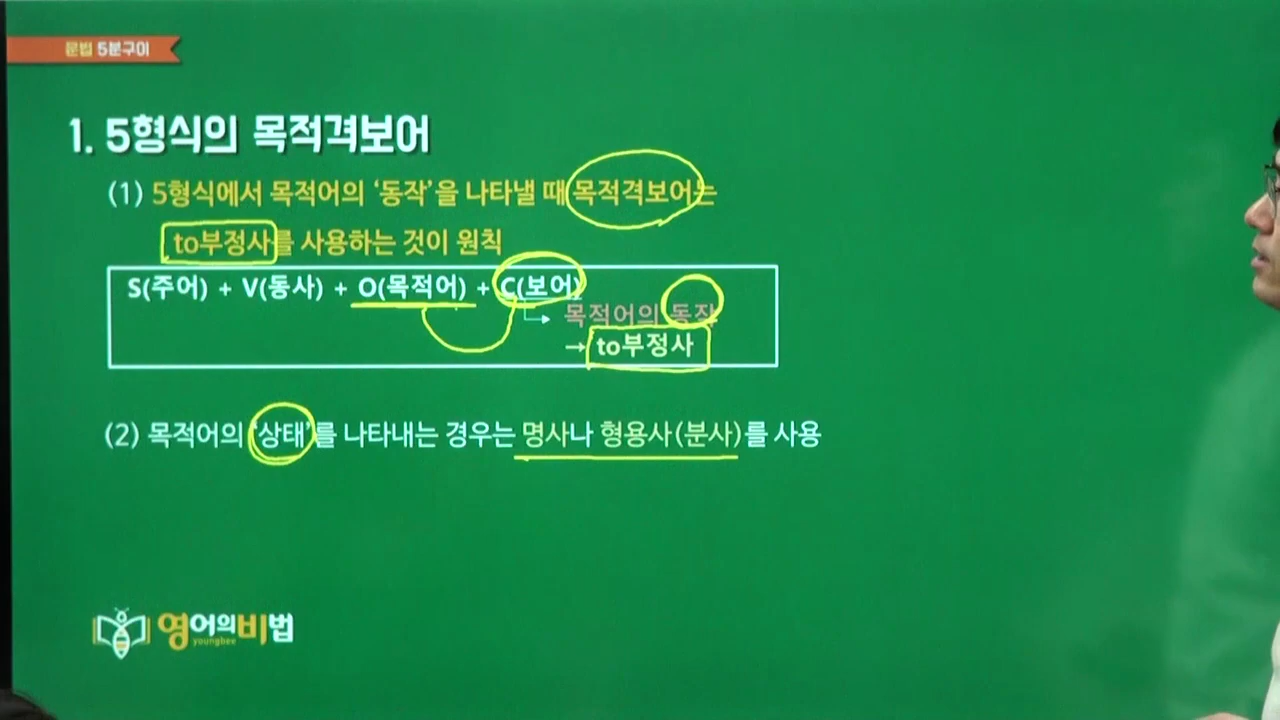 문법 5분구이
1. 5형식의 목적격보어
(1) 5형식에서 목적어의 ‘동작’을 나타낼 때 목적격보어는
to부정사를 사용하는 것이 원칙
S(주어) + V(동사) + O(목적어) + C(보어)
목적어의 동작
→ to부정사
(2) 목적어의 ‘상태’를 나타내는 경우는 명사나 형용사(분사)를 사용
영어의비법
youngbee